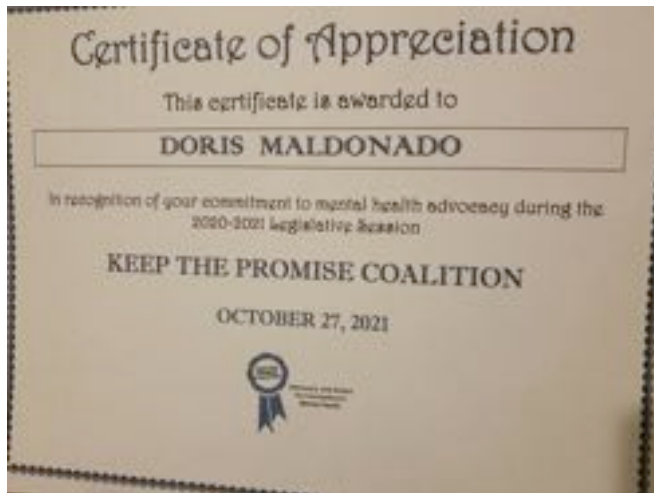 Certificate of Appreciation
This certificate is awarded to
DORIS MALDONADO
In recognition of your commitment to mental health advocacy during the
2020-2021 Legislative Session
KEEP THE PROMISE COALITION
OCTOBER 27, 2021